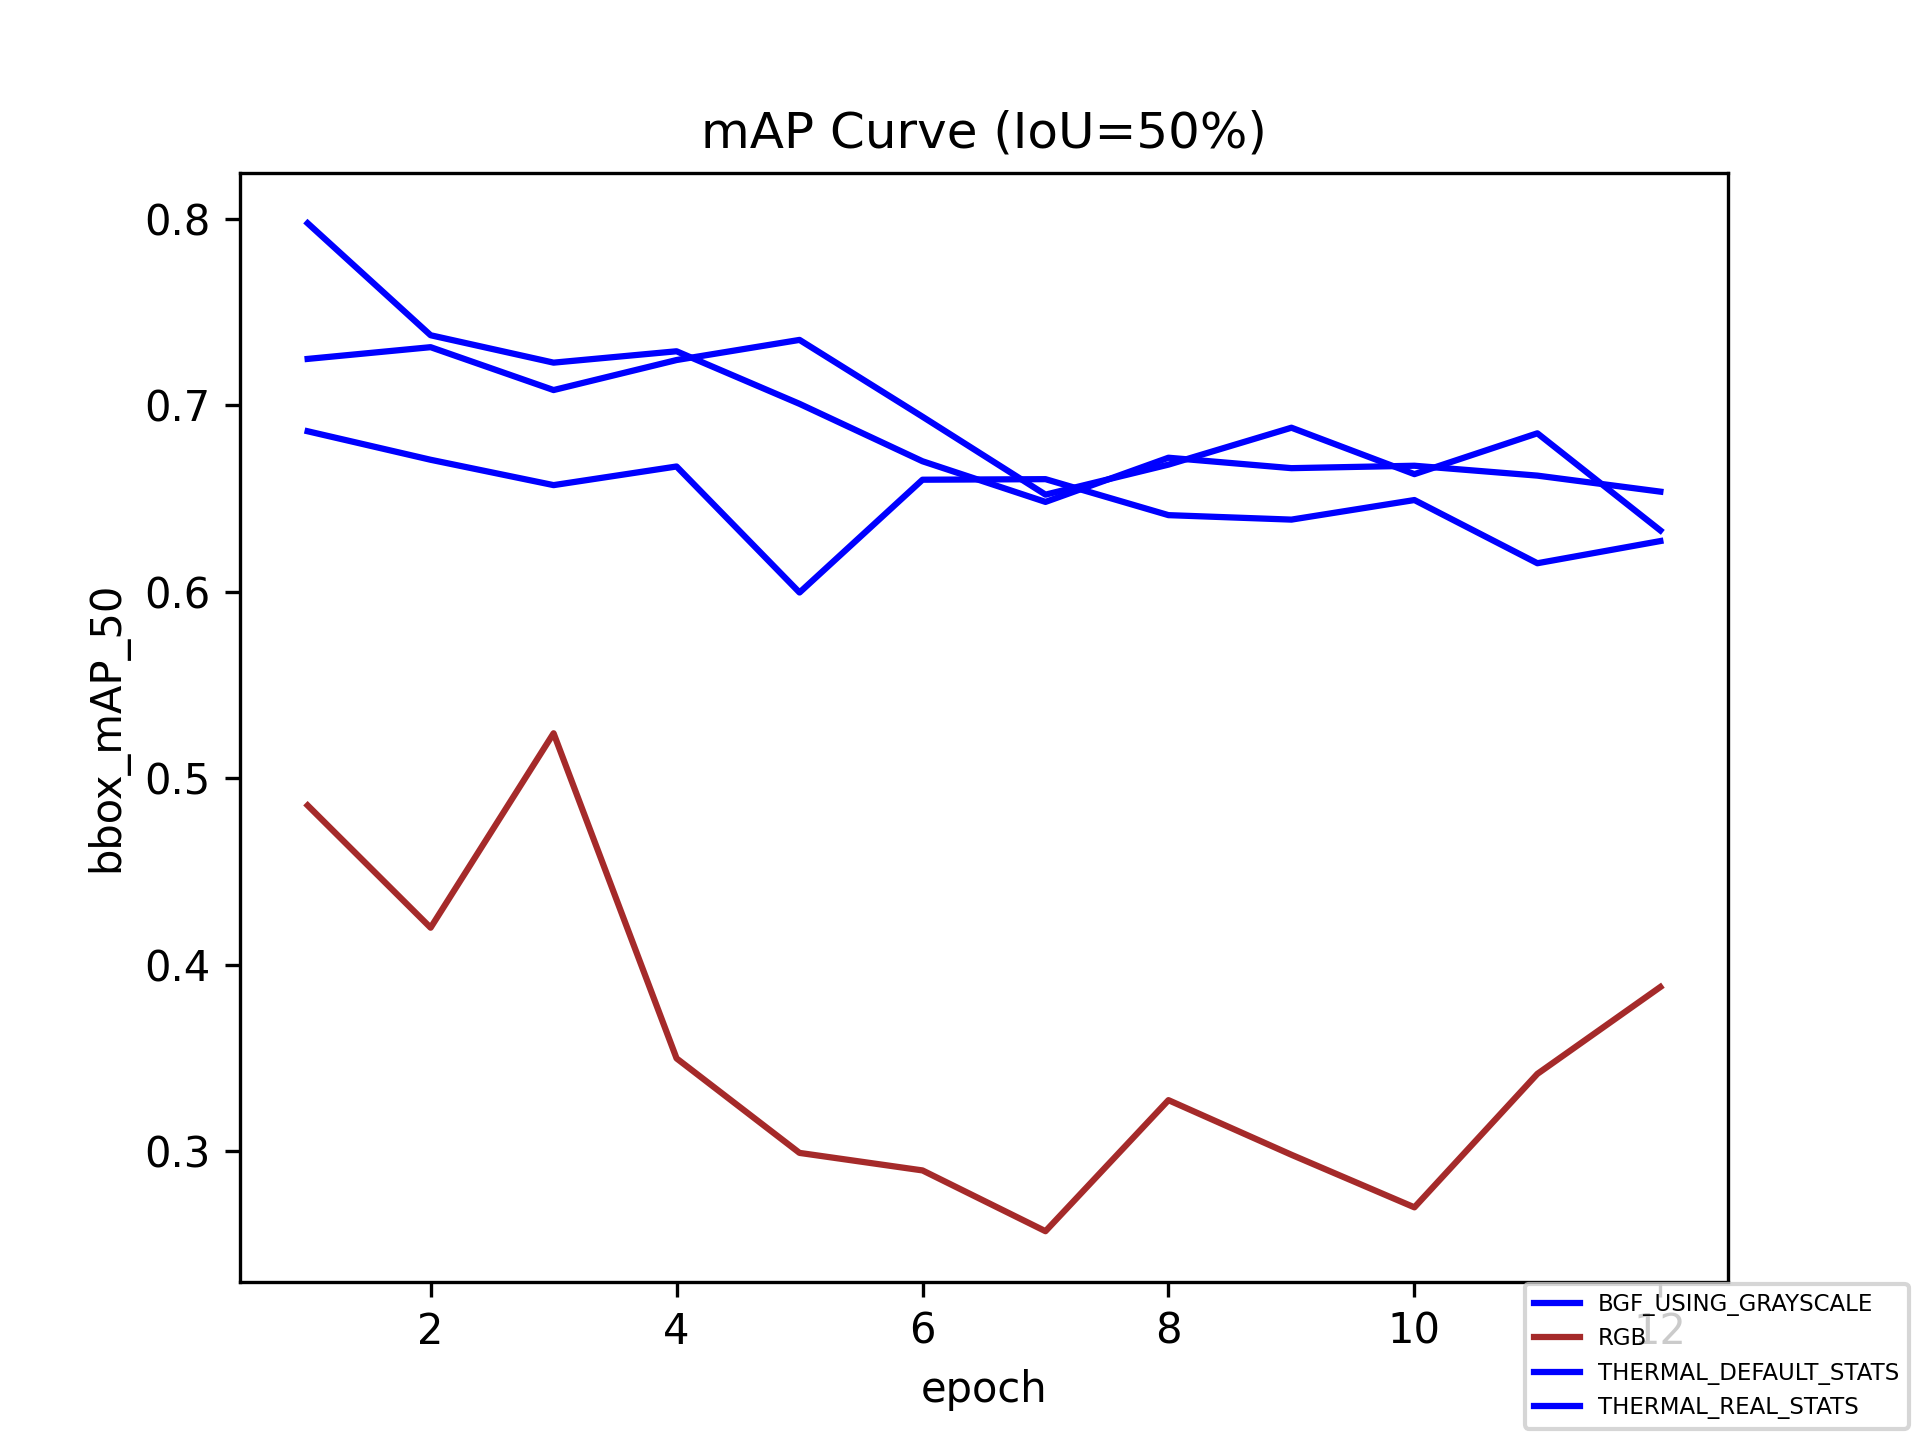 mAP Curve (IoU=50%)
0.8
0.7
0.6
0.5
0.4
0.3
bbox_mAP_50
2 4 6 8 10 12
epoch
BGF_USING_GRAYSCALE
RGB
THERMAL_DEFAULT_STATS
THERMAL_REAL_STATS